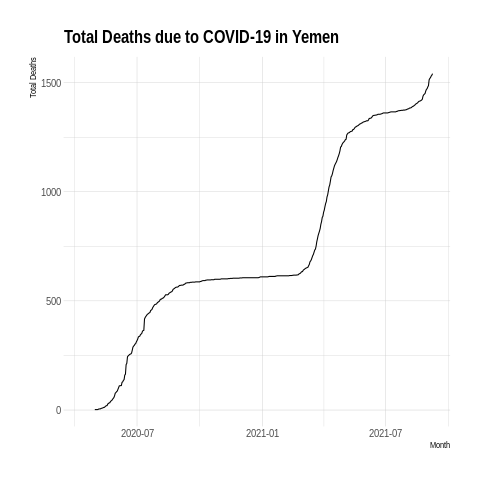 Total Deaths due to COVID-19 in Yemen
Total Deaths
1500
1000
500
0
2020-07
2021-01
2021-07
Month